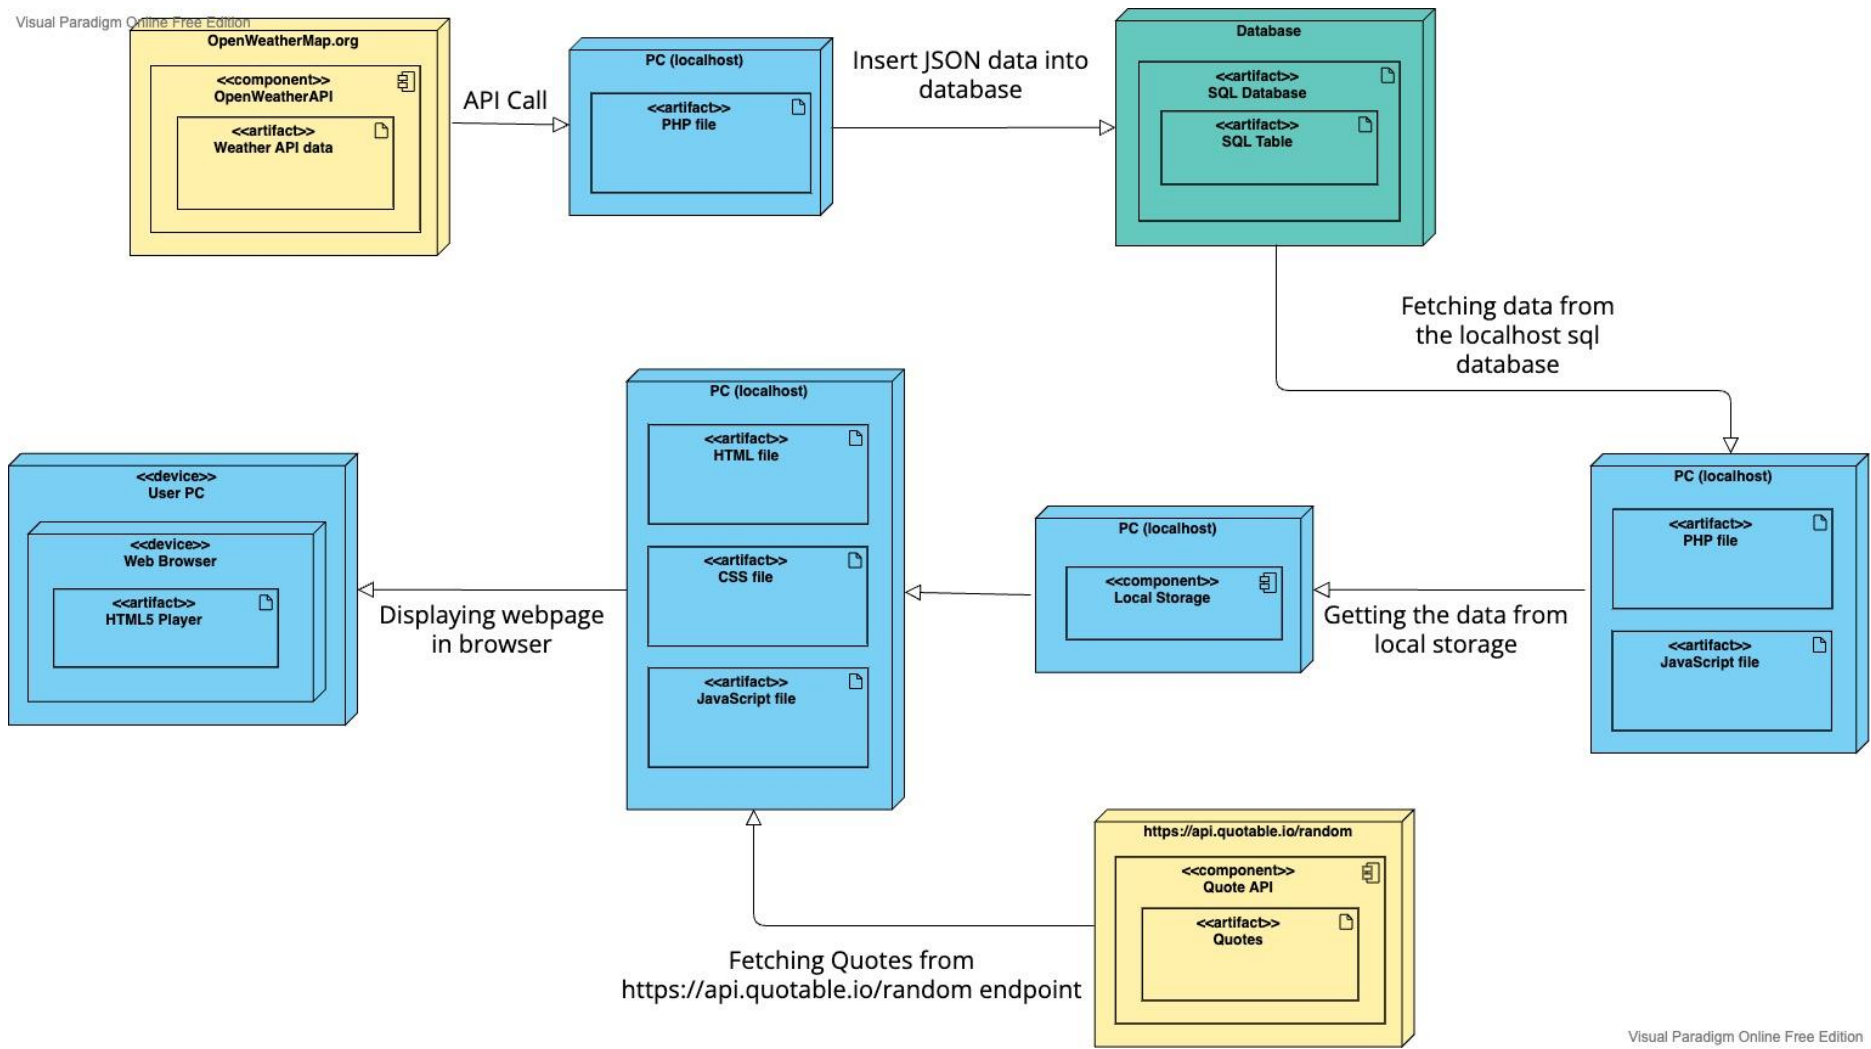 Visual Paradigm Online Free Edition
OpenWeatherMap.org
<<component>>
OpenWeatherAPI
<<artifact>>
Weather API data
API Call
PC (localhost)
<<artifact>>
PHP file
Insert JSON data into
database
Database
<<artifact>>
SQL Database
<<artifact>>
SQL Table
Fetching data from
the localhost sql
database
PC (localhost)
<<artifact>>
PHP file
<<artifact>>
JavaScript file
Getting the data from
local storage
PC (localhost)
<<component>>
Local Storage
PC (localhost)
<<artifact>>
HTML file
<<artifact>>
CSS file
<<artifact>>
JavaScript file
Displaying webpage
in browser
<<device>>
User PC
<<device>>
Web Browser
<<artifact>>
HTML5 Player
https://api.quotable.io/random
<<component>>
Quote API
<<artifact>>
Quotes
Fetching Quotes from
https://api.quotable.io/random endpoint
Visual Paradigm Online Free Edition